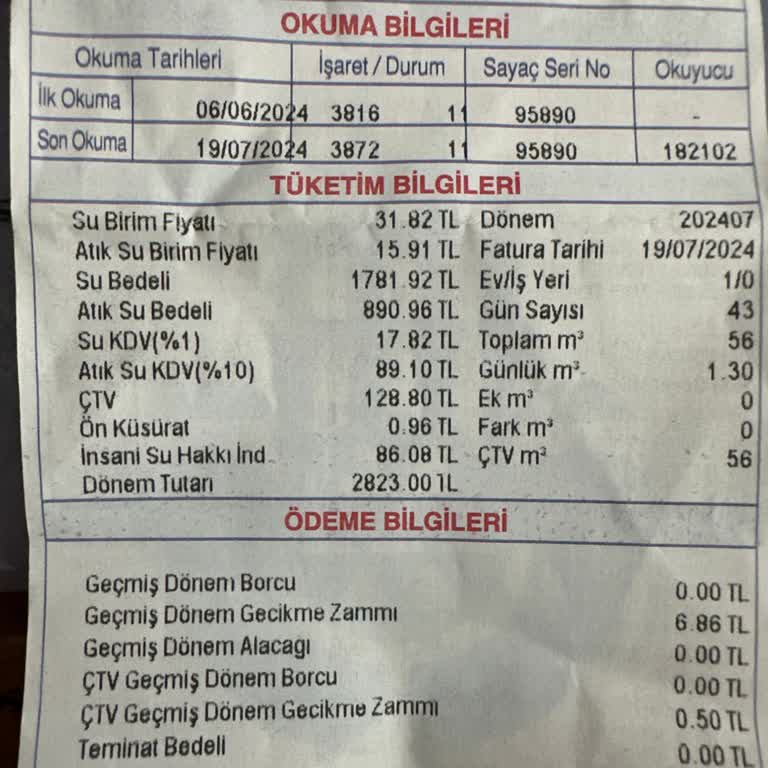 OKUMA BİLGİLERİ
Okuma Tarihleri İşaret / Durum Sayaç Seri No Okuyucu
İlk Okuma 06/06/2024 3816 11 95890 -
Son Okuma 19/07/2024 3872 11 95890 182102
TÜKETİM BİLGİLERİ
Su Birim Fiyatı 31.82 TL Dönem 202407
Atık Su Birim Fiyatı 15.91 TL Fatura Tarihi 19/07/2024
Su Bedeli 1781.92 TL Ev/İş Yeri 1/0
Atık Su Bedeli 890.96 TL Gün Sayısı 43
Su KDV(%1) 17.82 TL Toplam m³ 56
Atık Su KDV(%10) 89.10 TL Günlük m³ 1.30
ÇTV 128.80 TL Ek m³ 0
Ön Küsürat 0.96 TL Fark m³ 0
İnsani Su Hakkı İnd 86.08 TL ÇTV m³ 56
Dönem Tutarı 2823.00 TL
ÖDEME BİLGİLERİ
Geçmiş Dönem Borcu 0.00 TL
Geçmiş Dönem Gecikme Zammı 6.86 TL
Geçmiş Dönem Alacağı 0.00 TL
ÇTV Geçmiş Dönem Borcu 0.00 TL
ÇTV Geçmiş Dönem Gecikme Zammı 0.50 TL
Teminat Bedeli 0.00 TL